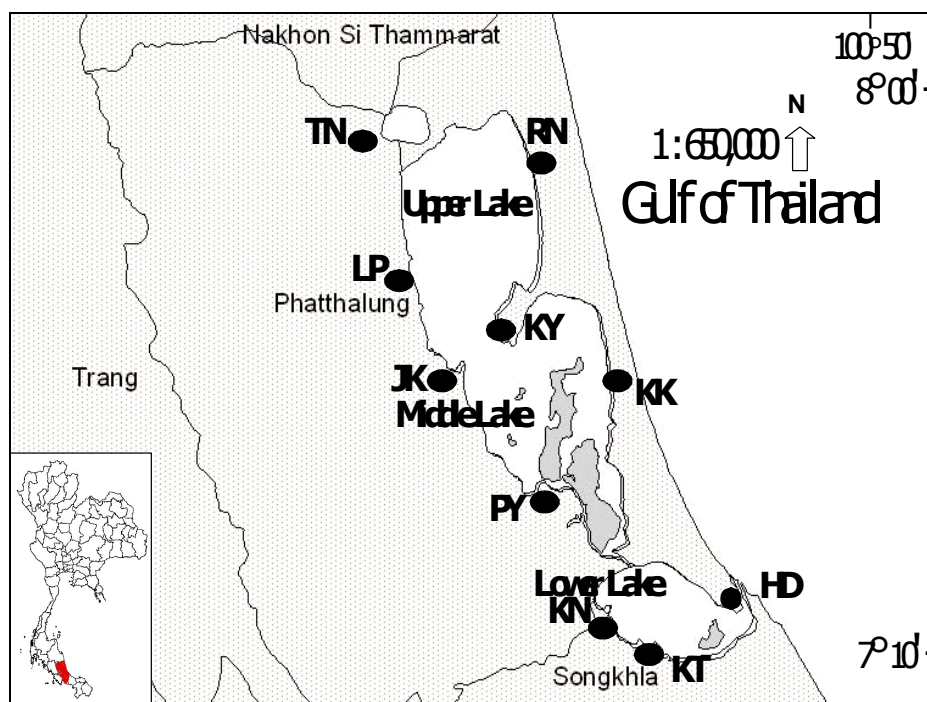 Nakhon Si Thammarat
100°50'
8°00'
N
TN
RN
1:650,000
Upper Lake
Gulf of Thailand
LP
Phatthalung
KY
Trang
JK
KK
Middle Lake
PY
Lower Lake
HD
KN
7°10'
Songkhla
KT